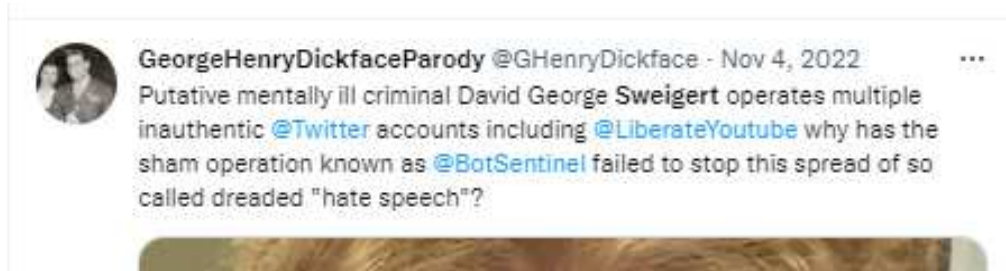 GeorgeHenryDickfaceParody @GHenryDickface · Nov 4, 2022 ···
Putative mentally ill criminal David George Sweigert operates multiple
inauthentic @Twitter accounts including @LiberateYoutube why has the
sham operation known as @BotSentinel failed to stop this spread of so
called dreaded "hate speech"?